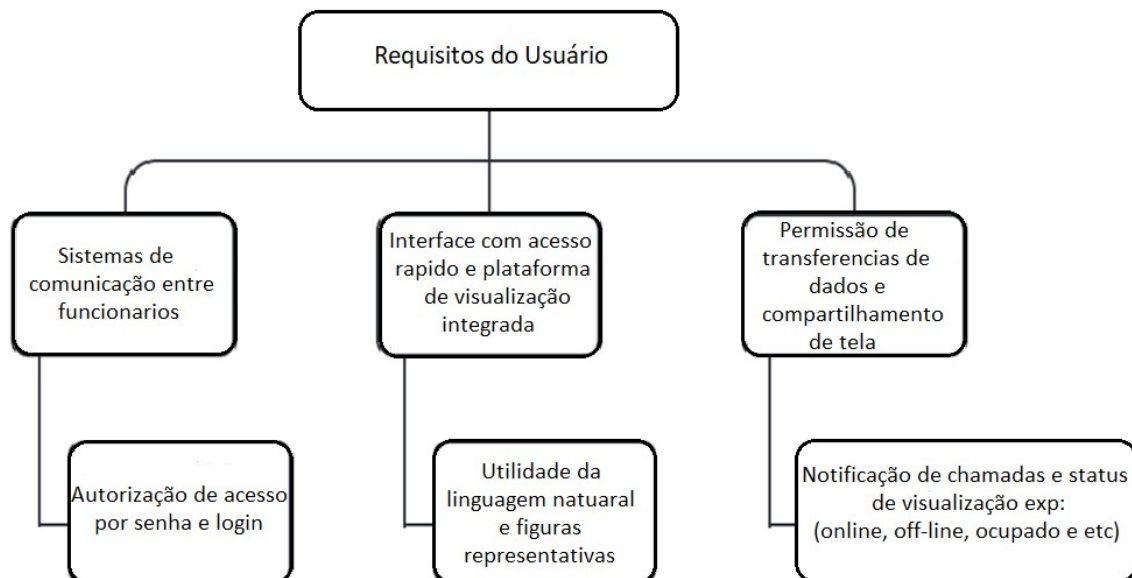 Requisitos do Usuário
Sistemas de
comunicação entre
funcionarios
Interface com acesso
rapido e plataforma
de visualização
integrada
Permissão de
transferencias de
dados e
compartilhamento
de tela
Autorização de acesso
por senha e login
Utilidade da
linguagem natuaral
e figuras
representativas
Notificação de chamadas e status
de visualização exp:
(online, off-line, ocupado e etc)